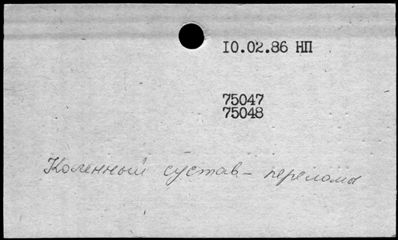 10.02.86 НП
75047
75048
Коленный сустав - переломы